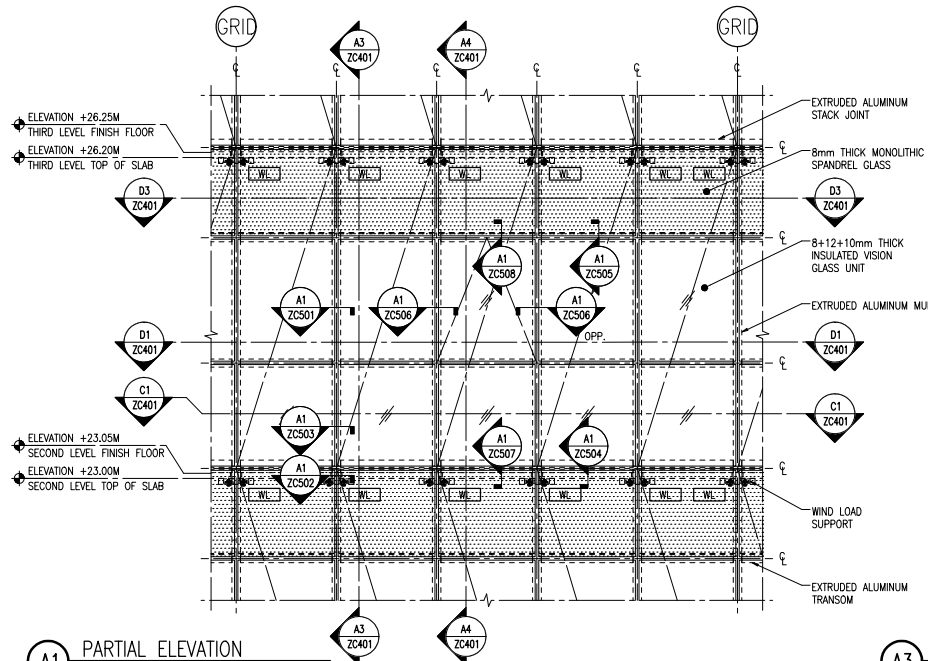 GRID
GRID
A3
ZC401
A4
ZC401
℄ ℄ ℄ ℄ ℄ ℄
ELEVATION +26.25M
THIRD LEVEL FINISH FLOOR
ELEVATION +26.20M
THIRD LEVEL TOP OF SLAB
EXTRUDED ALUMINUM
STACK JOINT
℄
8mm THICK MONOLITHIC
SPANDREL GLASS
WL WL WL WL WL WL
D3
ZC401
D3
ZC401
℄
8+12+10mm THICK
INSULATED VISION
GLASS UNIT
A1
ZC508
A1
ZC505
A1
ZC501
A1
ZC506
A1
ZC506
OPP.
EXTRUDED ALUMINUM MU
D1
ZC401
D1
ZC401
℄
C1
ZC401
C1
ZC401
A1
ZC503
A1
ZC507
A1
ZC504
ELEVATION +23.05M
SECOND LEVEL FINISH FLOOR
ELEVATION +23.00M
SECOND LEVEL TOP OF SLAB
A1
ZC502
℄
WL WL WL WL WL WL
WIND LOAD
SUPPORT
℄
EXTRUDED ALUMINUM
TRANSOM
A3
ZC401
A4
ZC401
A1
PARTIAL ELEVATION
A3